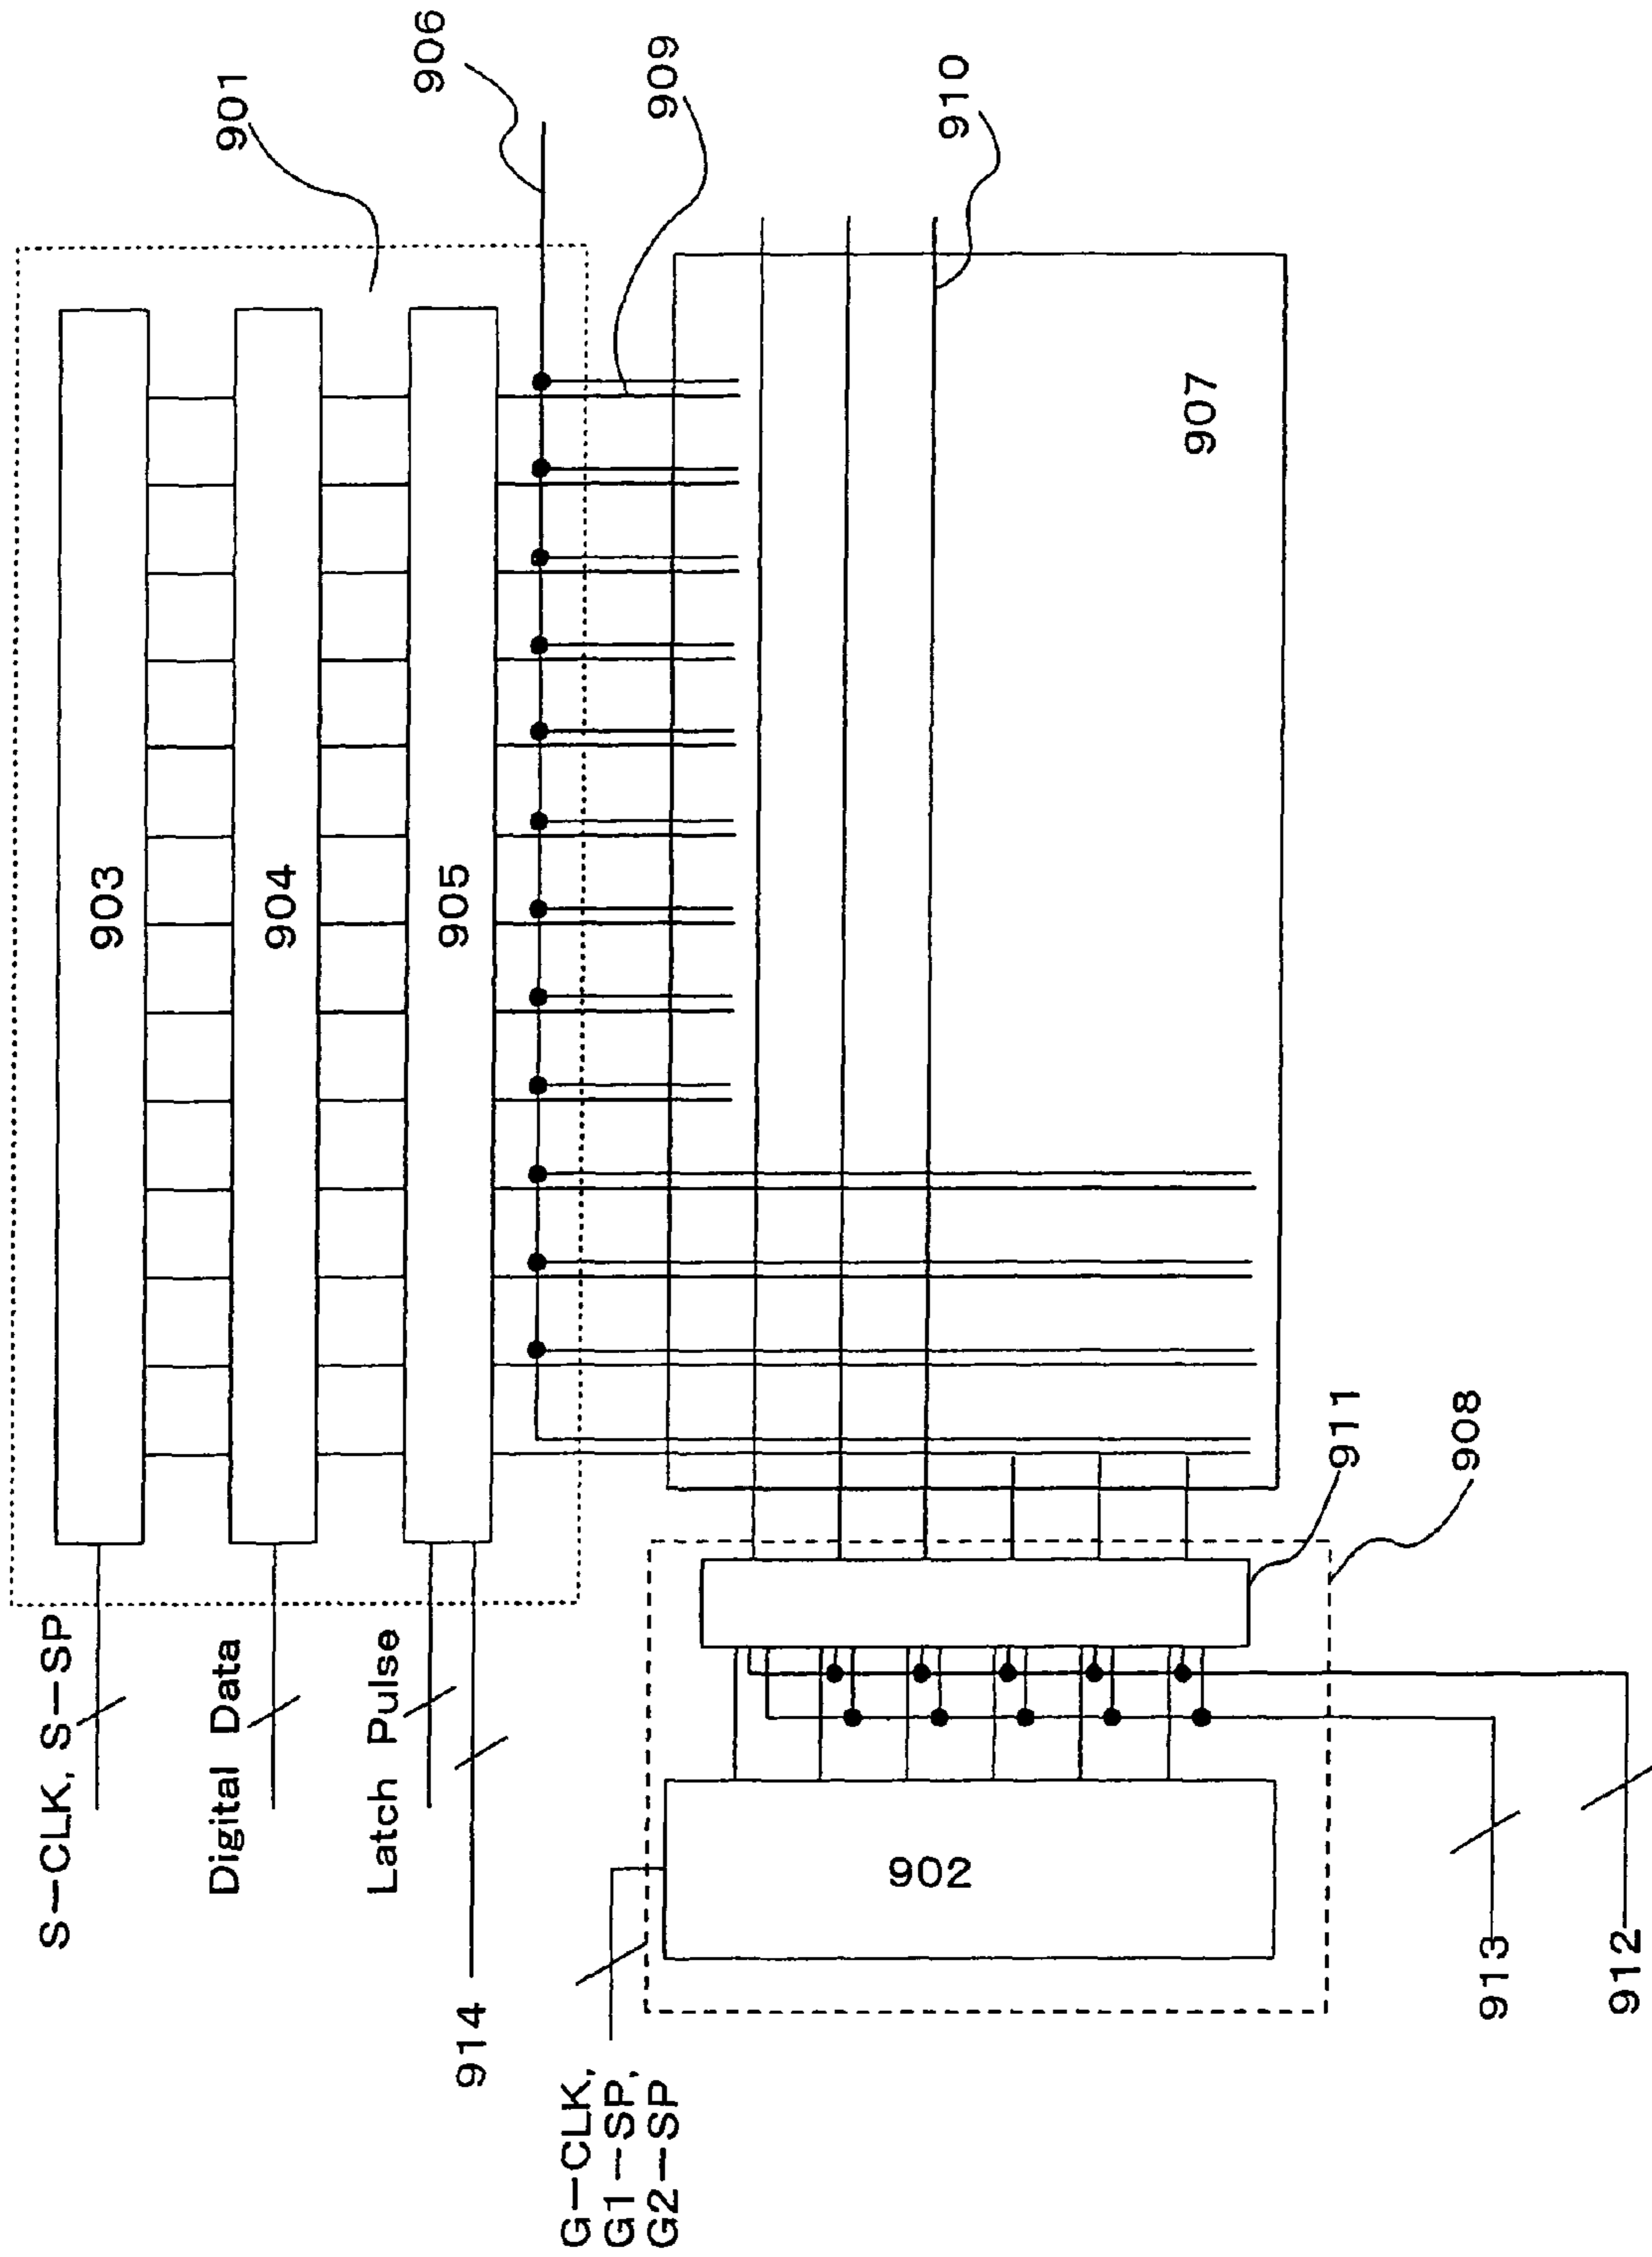 901
906
909
910
903
904
905
907
S-CLK, S-SP
Digital Data
Latch Pulse
914
911
908
902
G-CLK,
G1-SP,
G2-SP
913
912